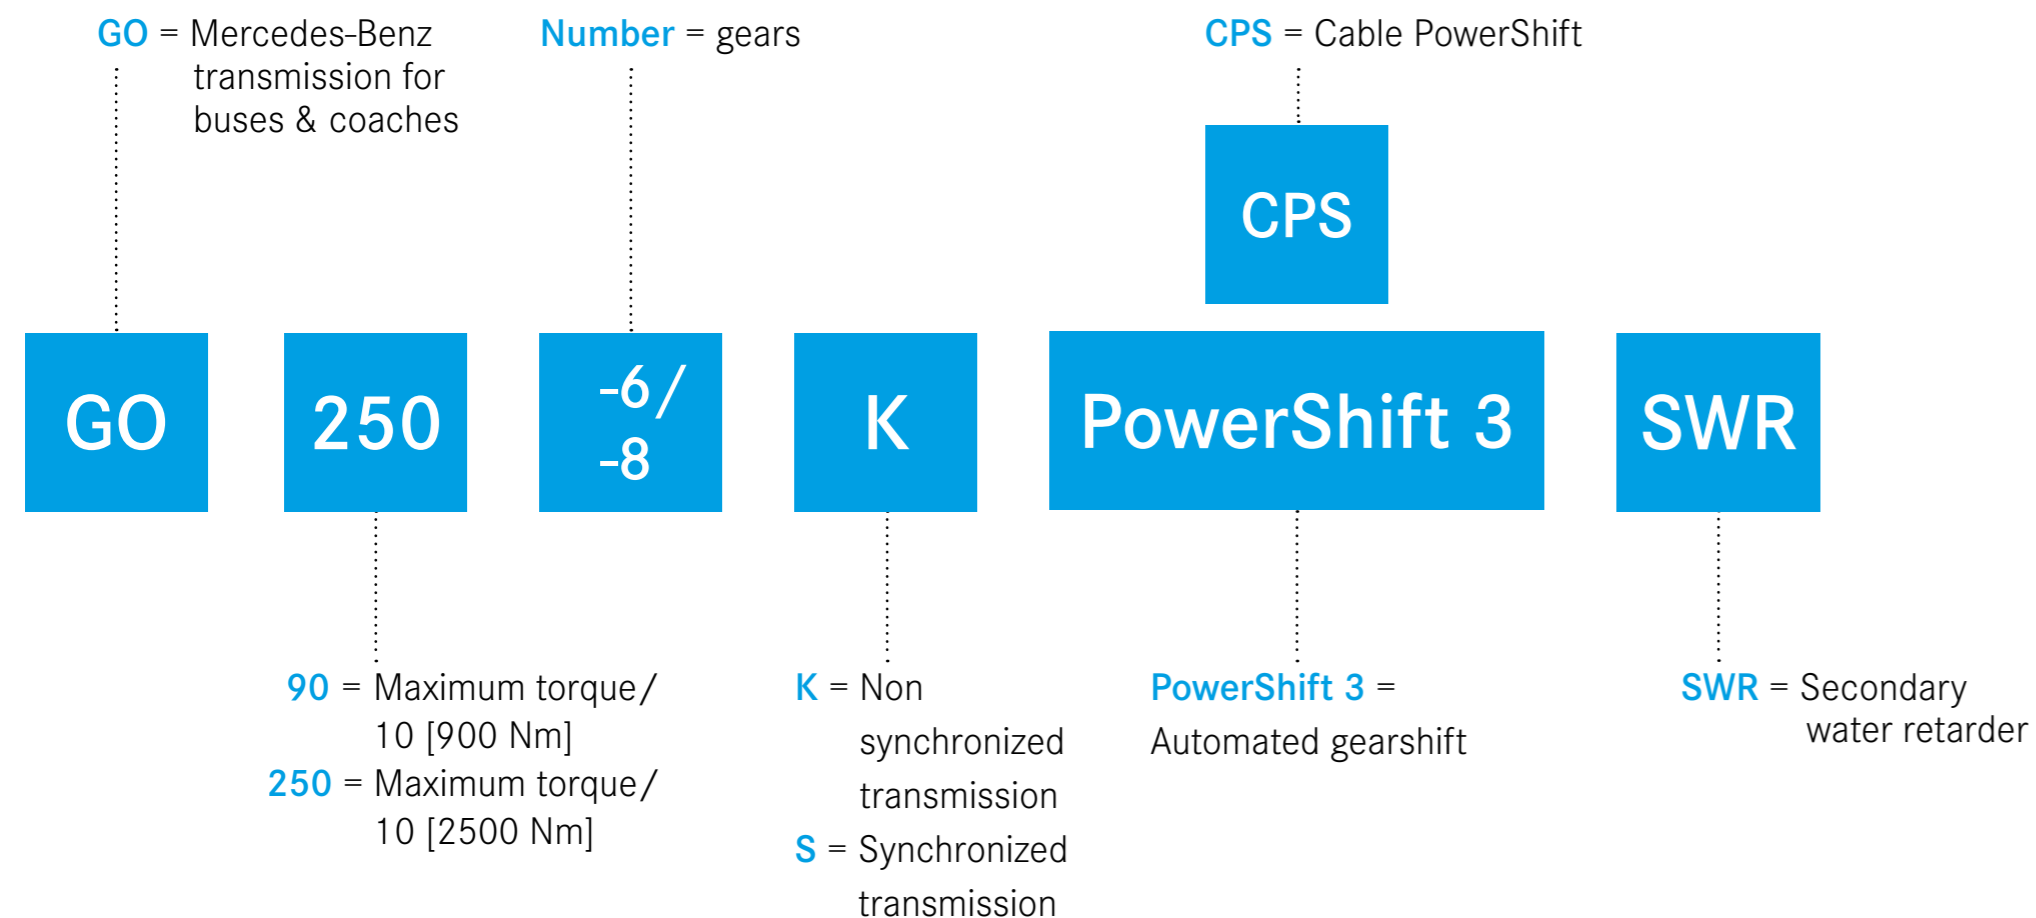 GO = Mercedes-Benz
transmission for
buses & coaches
Number = gears
CPS = Cable PowerShift
CPS
GO
250
-6/
-8
K
PowerShift 3
SWR
90 = Maximum torque/
10 [900 Nm]
250 = Maximum torque/
10 [2500 Nm]
K = Non
synchronized
transmission
S = Synchronized
transmission
PowerShift 3 =
Automated gearshift
SWR = Secondary
water retarder